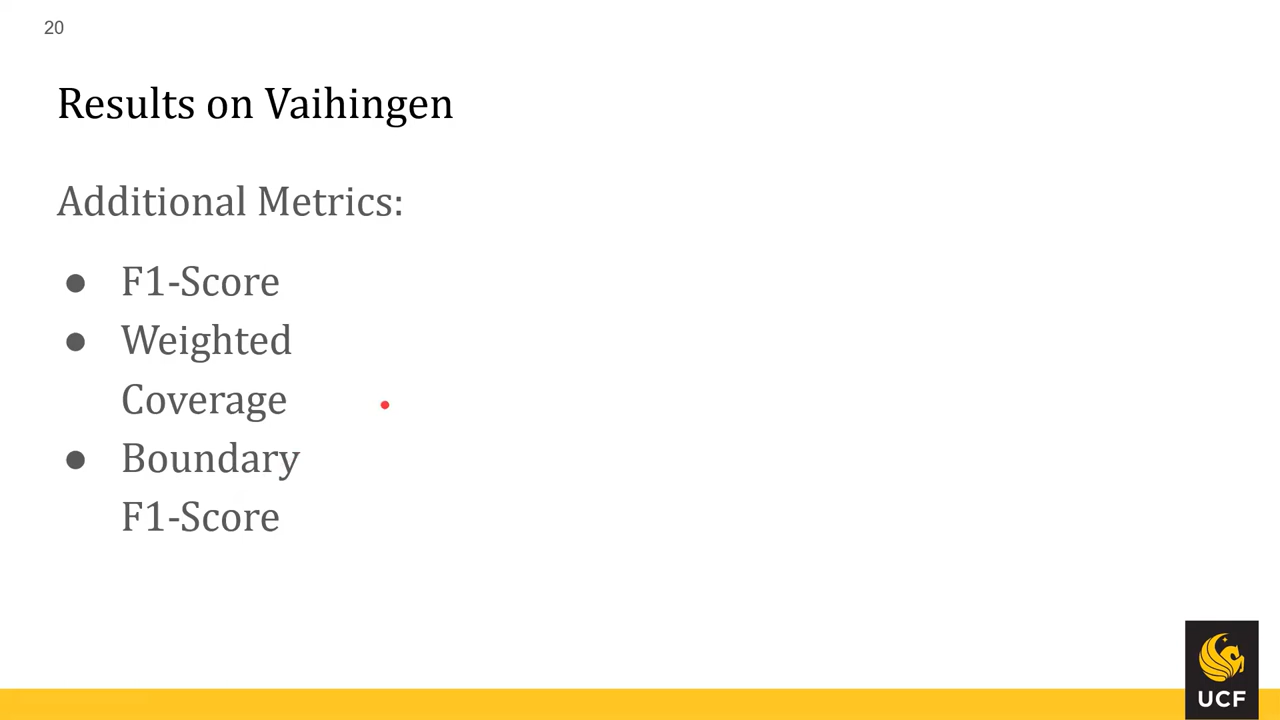 20
Results on Vaihingen
Additional Metrics:
● F1-Score
● Weighted
Coverage
● Boundary
F1-Score
UCF